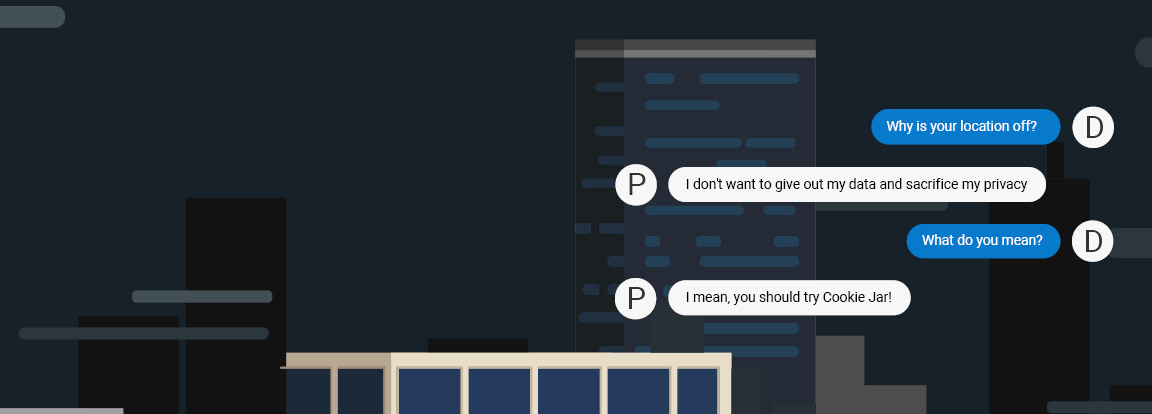 Why is your location off?
D
P
I don't want to give out my data and sacrifice my privacy
What do you mean?
D
P
I mean, you should try Cookie Jar!